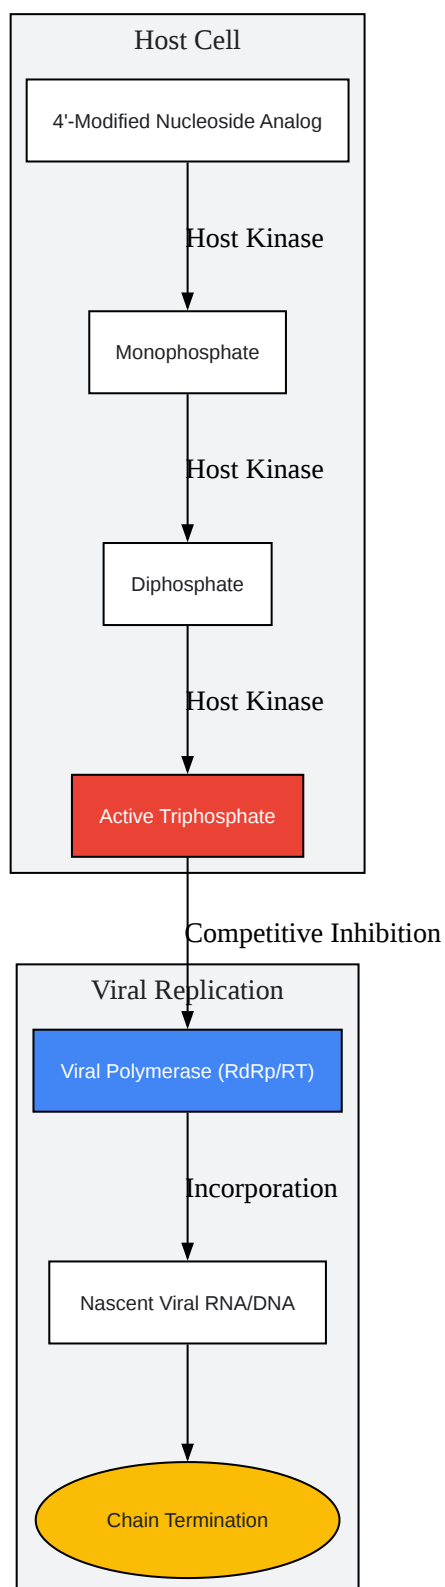 Host Cell
4'-Modified Nucleoside Analog
Host Kinase
Monophosphate
Host Kinase
Diphosphate
Host Kinase
Active Triphosphate
Competitive Inhibition
Viral Replication
Viral Polymerase (RdRp/RT)
Incorporation
Nascent Viral RNA/DNA
Chain Termination